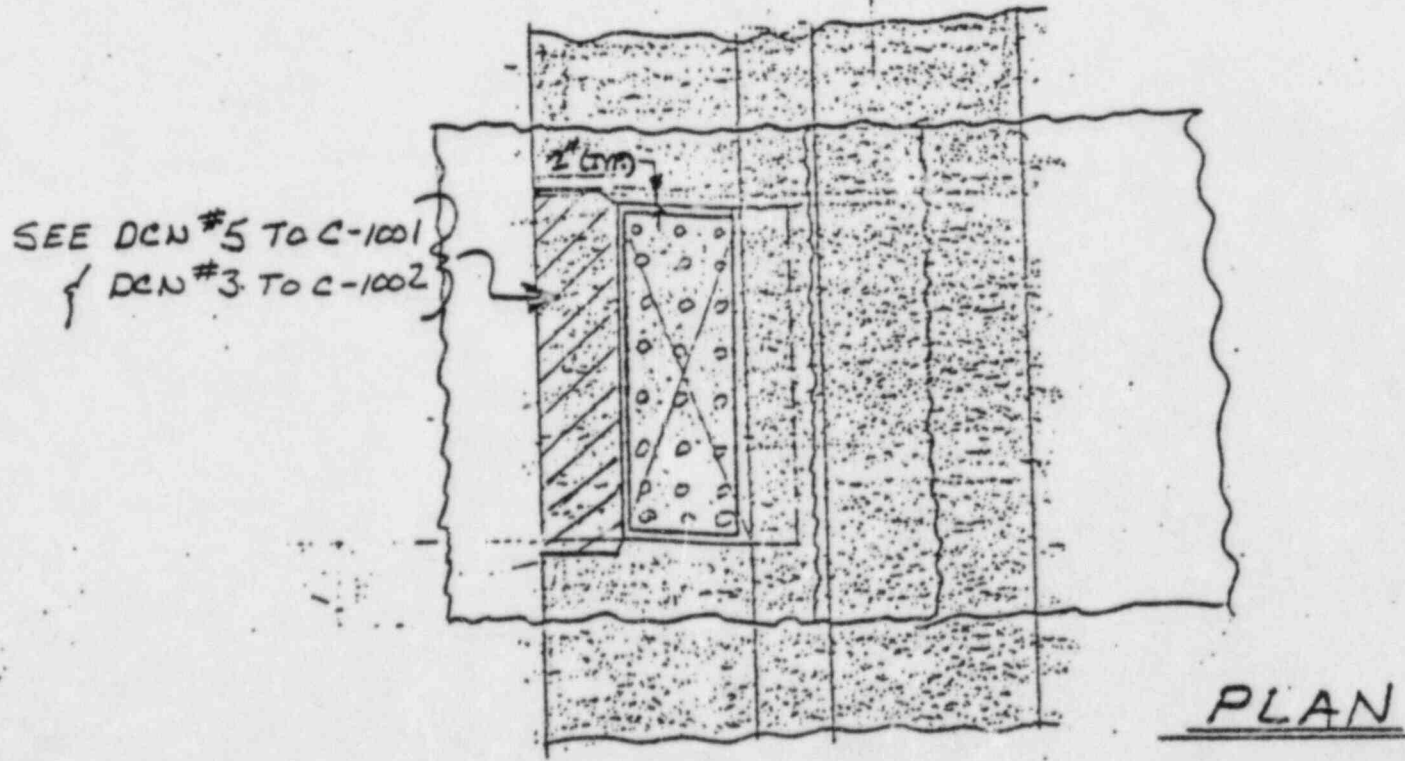 2" (TYP.)
SEE DCN #5 TO C-1001
& DCN #3 TO C-1002
PLAN